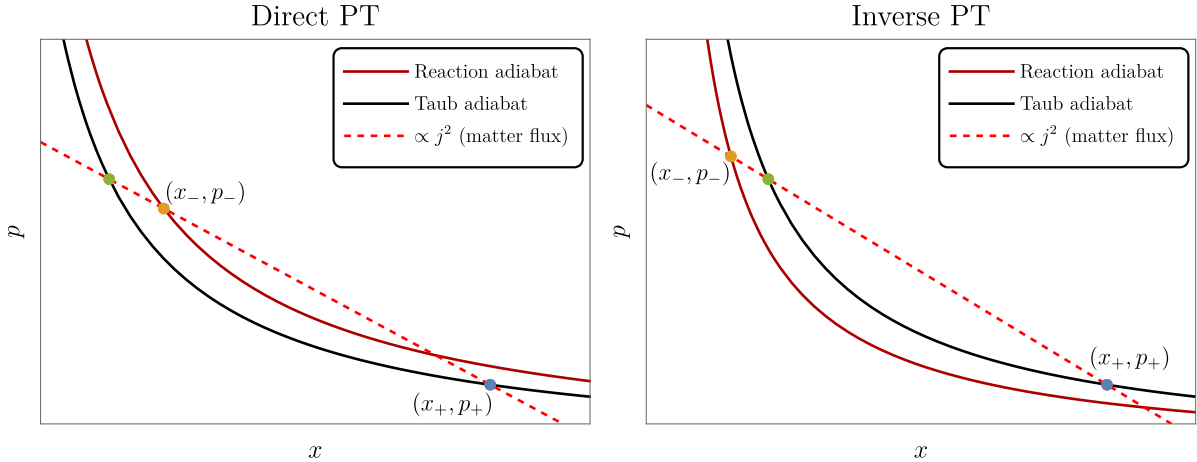 Direct PT
Reaction adiabat
Taub adiabat
∝ j² (matter flux)
(x₋, p₋)
(x₊, p₊)
p
x
Inverse PT
Reaction adiabat
Taub adiabat
∝ j² (matter flux)
(x₋, p₋)
(x₊, p₊)
p
x